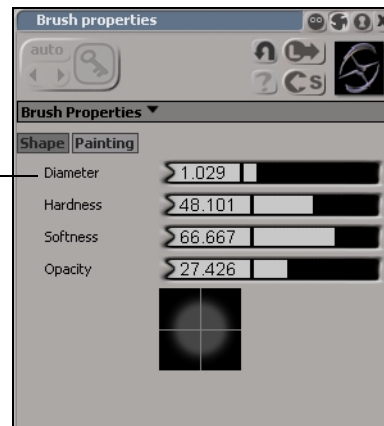 Brush properties
auto
? S
Brush Properties
Shape Painting
Diameter 1.029
Hardness 48.101
Softness 66.667
Opacity 27.426